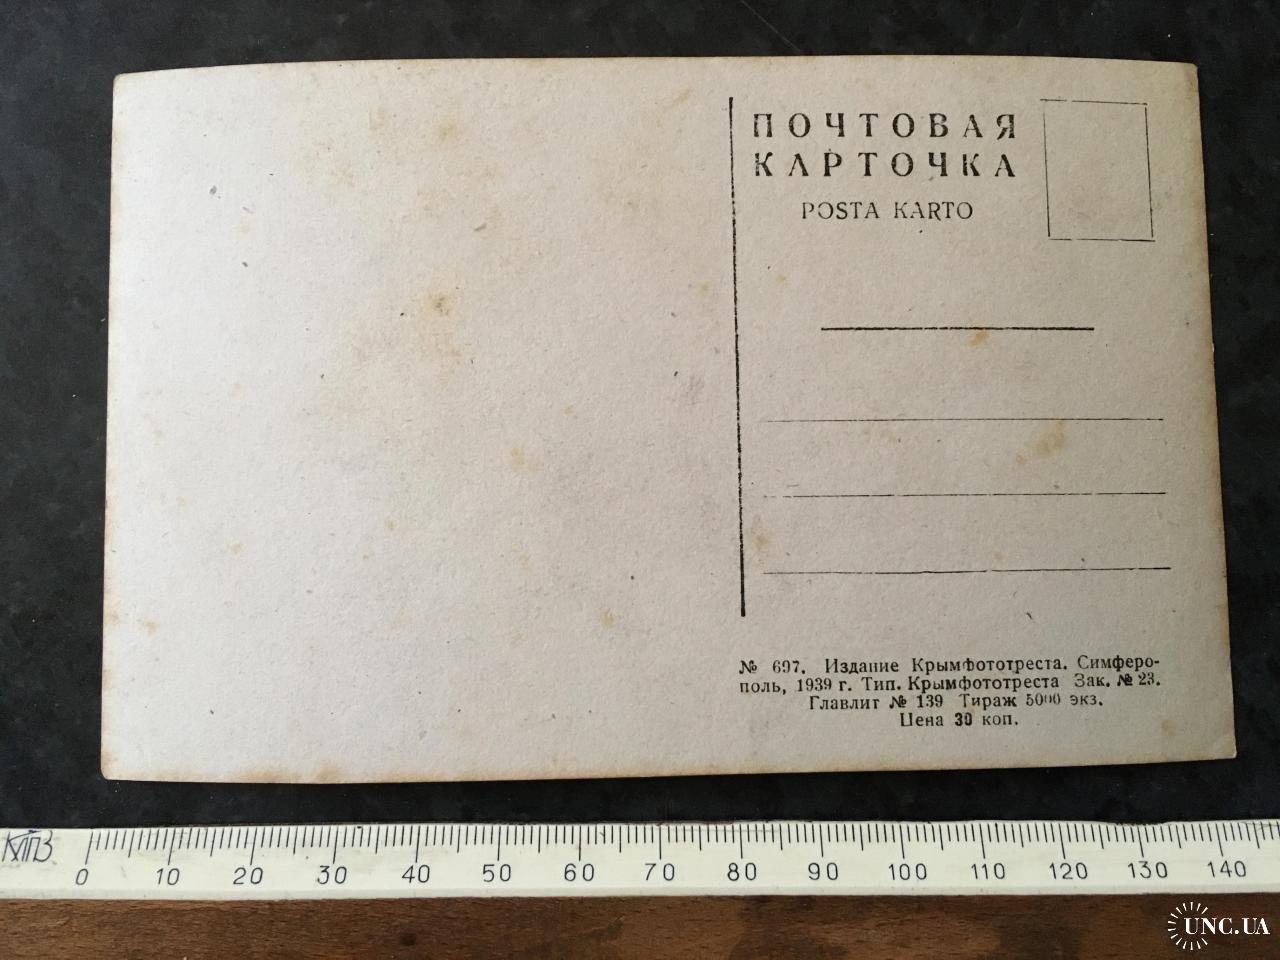 ПОЧТОВАЯ
КАРТОЧКА
POSTA KARTO
№ 697. Издание Крымфототреста. Симферо-
поль, 1939 г. Тип. Крымфототреста Зак. № 23.
Главлит № 139 Тираж 5000 экз.
Цена 30 коп.
КПВЗ
0 10 20 30 40 50 60 70 80 90 100 110 120 130 140
UNC.UA